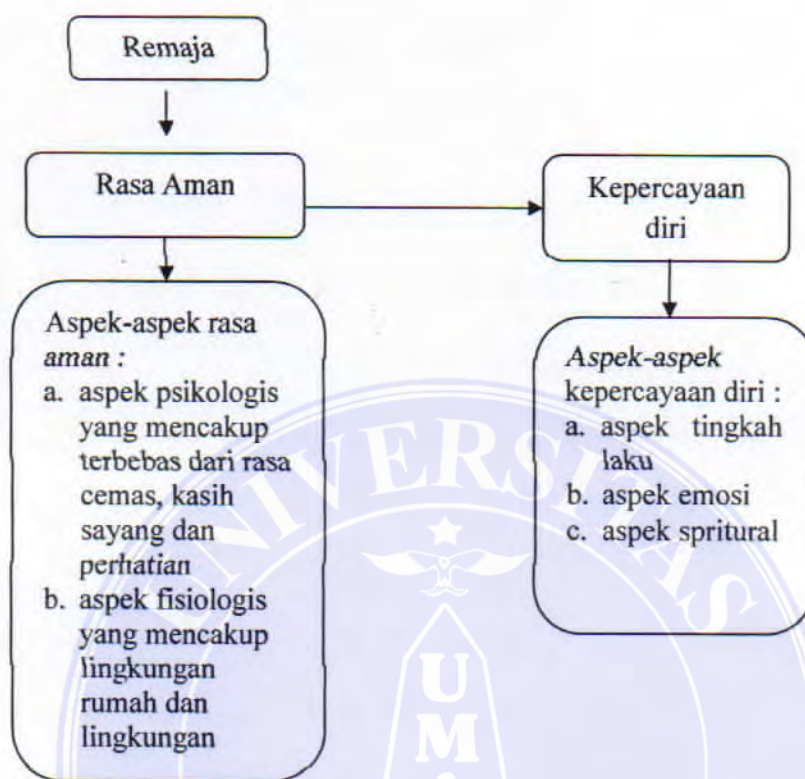 Remaja
Rasa Aman
Kepercayaan
diri
Aspek-aspek rasa
aman :
a. aspek psikologis
yang mencakup
terbebas dari rasa
cemas, kasih
sayang dan
perhatian
b. aspek fisiologis
yang mencakup
lingkungan
rumah dan
lingkungan
Aspek-aspek
kepercayaan diri :
a. aspek tingkah
laku
b. aspek emosi
c. aspek spritural
UNIVERSITAS
U
M